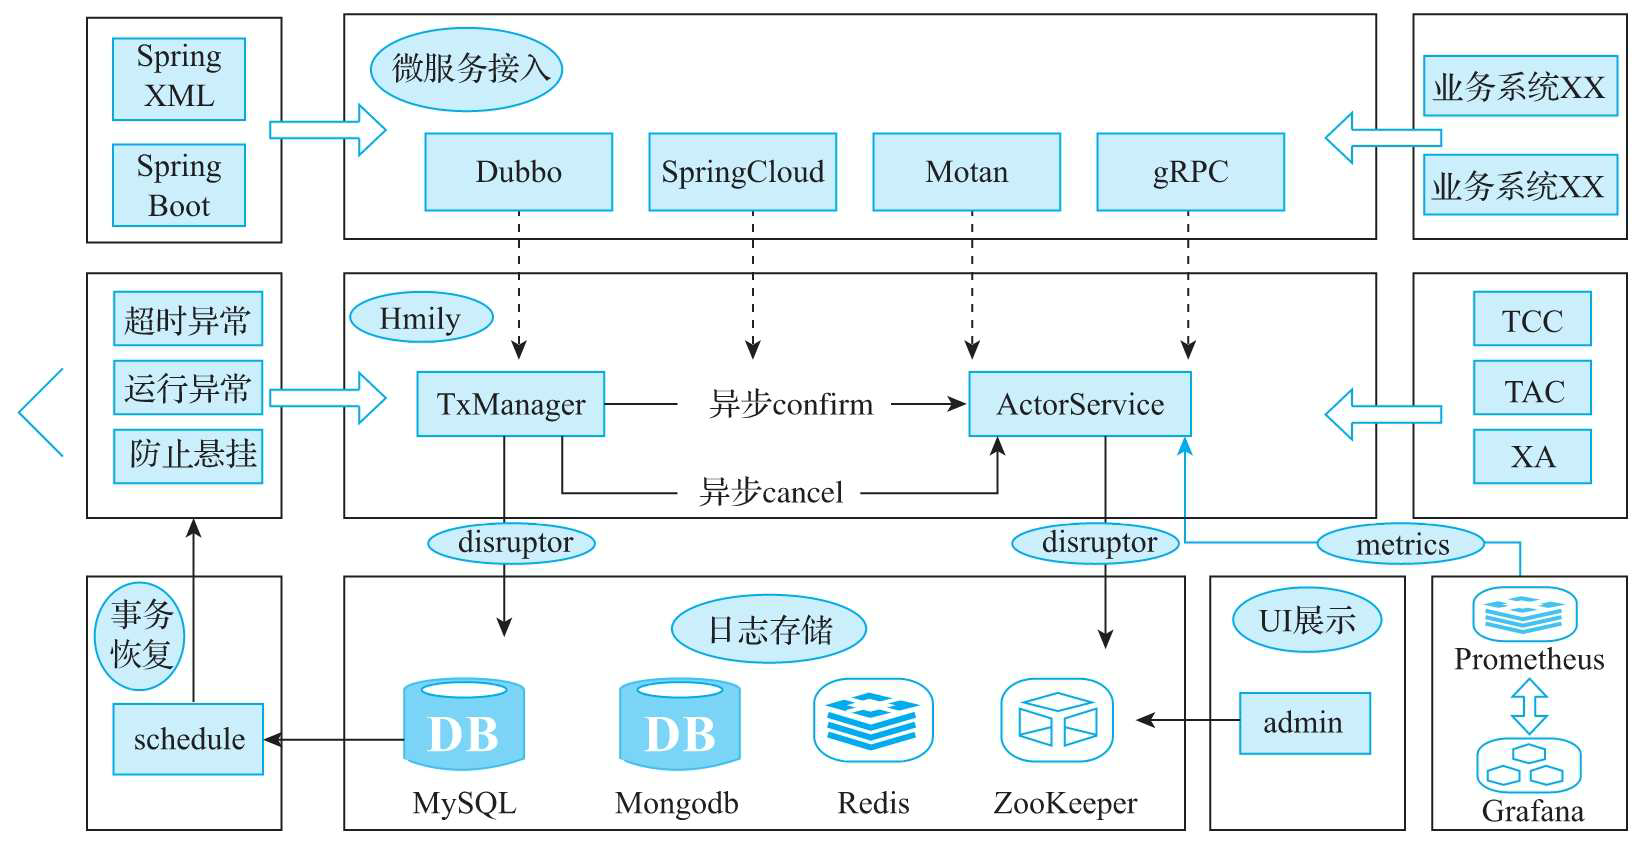 Spring
XML
Spring
Boot
微服务接入
Dubbo
SpringCloud
Motan
gRPC
业务系统XX
业务系统XX
超时异常
运行异常
防止悬挂
Hmily
TxManager
异步confirm
ActorService
异步cancel
TCC
TAC
XA
disruptor
disruptor
metrics
事务
恢复
schedule
日志存储
DB
MySQL
DB
Mongodb
Redis
ZooKeeper
UI展示
admin
Prometheus
Grafana